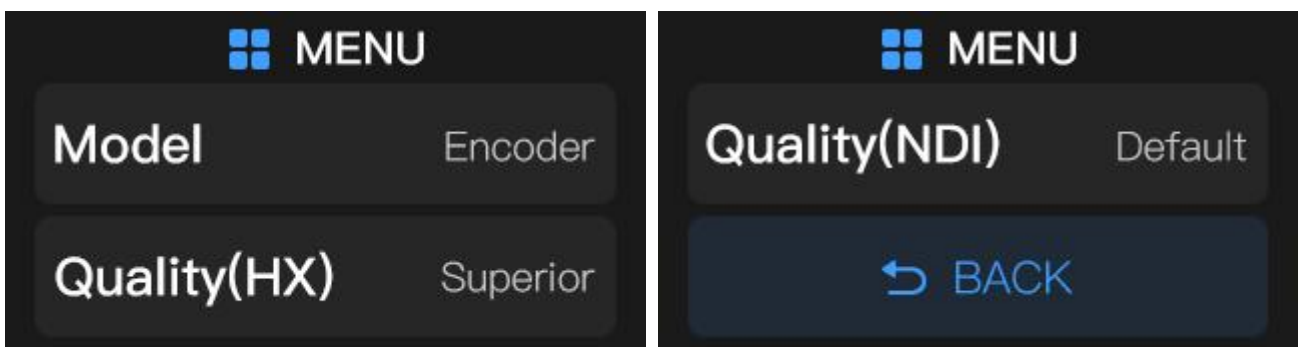 MENU
Model Encoder
Quality(HX) Superior
MENU
Quality(NDI) Default
BACK